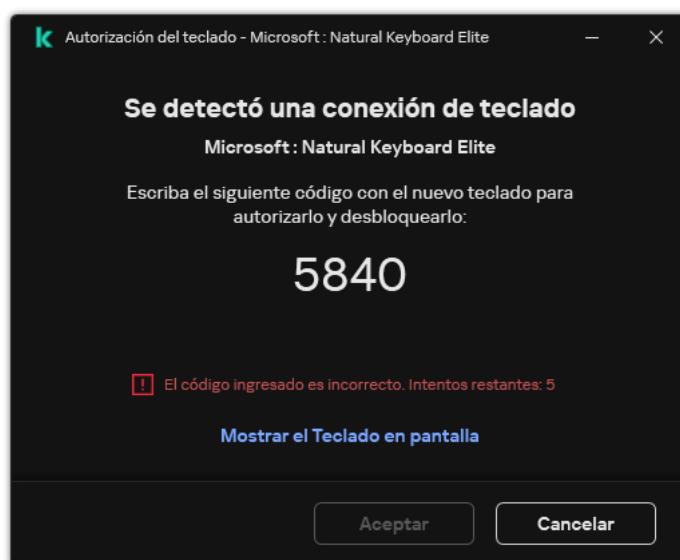 Autorización del teclado - Microsoft : Natural Keyboard Elite
Se detectó una conexión de teclado
Microsoft : Natural Keyboard Elite
Escriba el siguiente código con el nuevo teclado para
autorizarlo y desbloquearlo:
5840
El código ingresado es incorrecto. Intentos restantes: 5
Mostrar el Teclado en pantalla
Aceptar
Cancelar